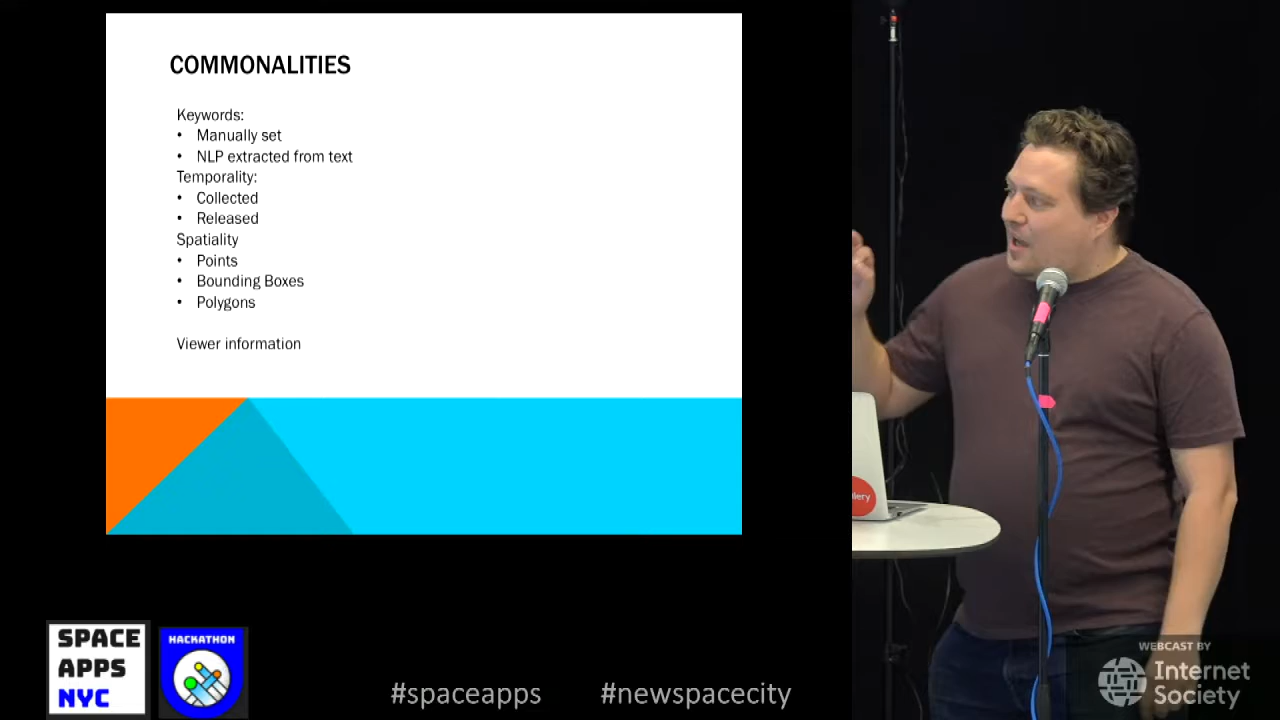 COMMONALITIES
Keywords:
• Manually set
• NLP extracted from text
Temporality:
• Collected
• Released
Spatiality
• Points
• Bounding Boxes
• Polygons
Viewer information
SPACE
APPS
NYC
HACKATHON
#spaceapps
#newspacecity
WEBCAST BY
Internet
Society